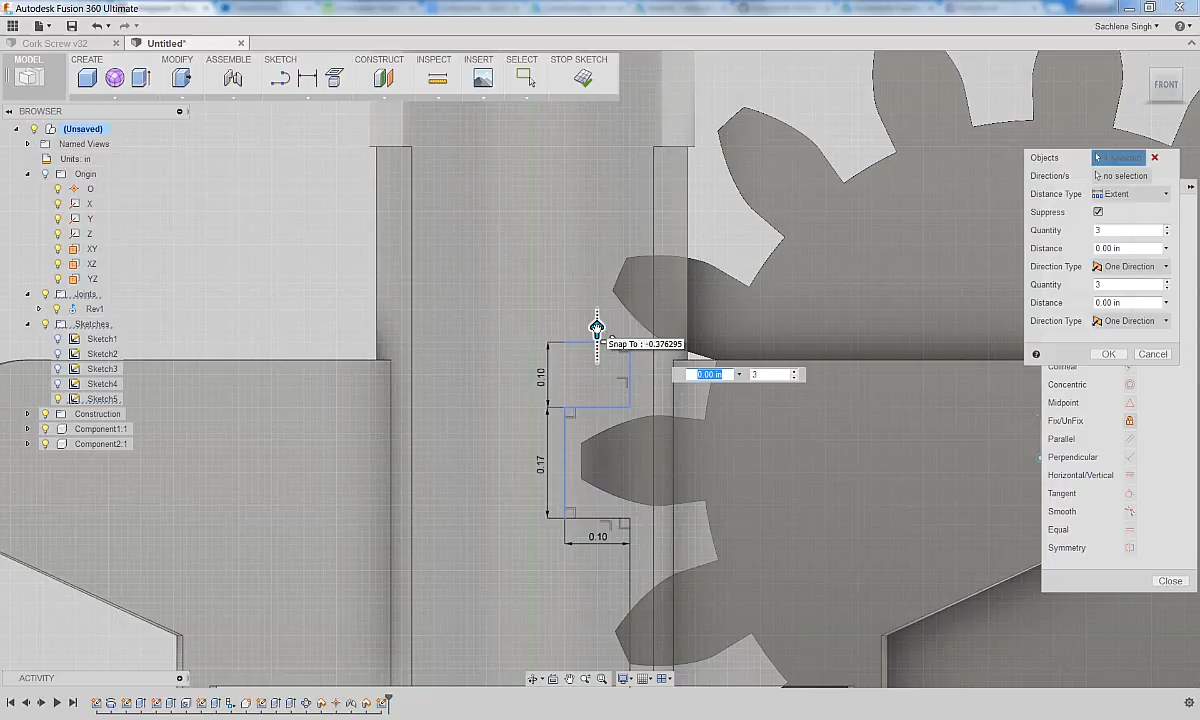 Autodesk Fusion 360 Ultimate
Sachlene Singh
Cork Screw v32
Untitled*
MODEL
CREATE
MODIFY
ASSEMBLE
SKETCH
CONSTRUCT
INSPECT
INSERT
SELECT
STOP SKETCH
FRONT
BROWSER
(Unsaved)
Named Views
Units: in
Origin
O
X
Y
Z
XY
XZ
YZ
Joints
Rev1
Sketches
Sketch1
Sketch2
Sketch3
Sketch4
Sketch5
Construction
Component1:1
Component2:1
Snap To : -0.376295
0.10
0.17
0.10
0.00 in
3
Objects
1 selected
Direction/s
no selection
Distance Type
Extent
Suppress
Quantity
3
Distance
0.00 in
Direction Type
One Direction
Quantity
3
Distance
0.00 in
Direction Type
One Direction
OK
Cancel
Colinear
Concentric
Midpoint
Fix/UnFix
Parallel
Perpendicular
Horizontal/Vertical
Tangent
Smooth
Equal
Symmetry
Close
ACTIVITY